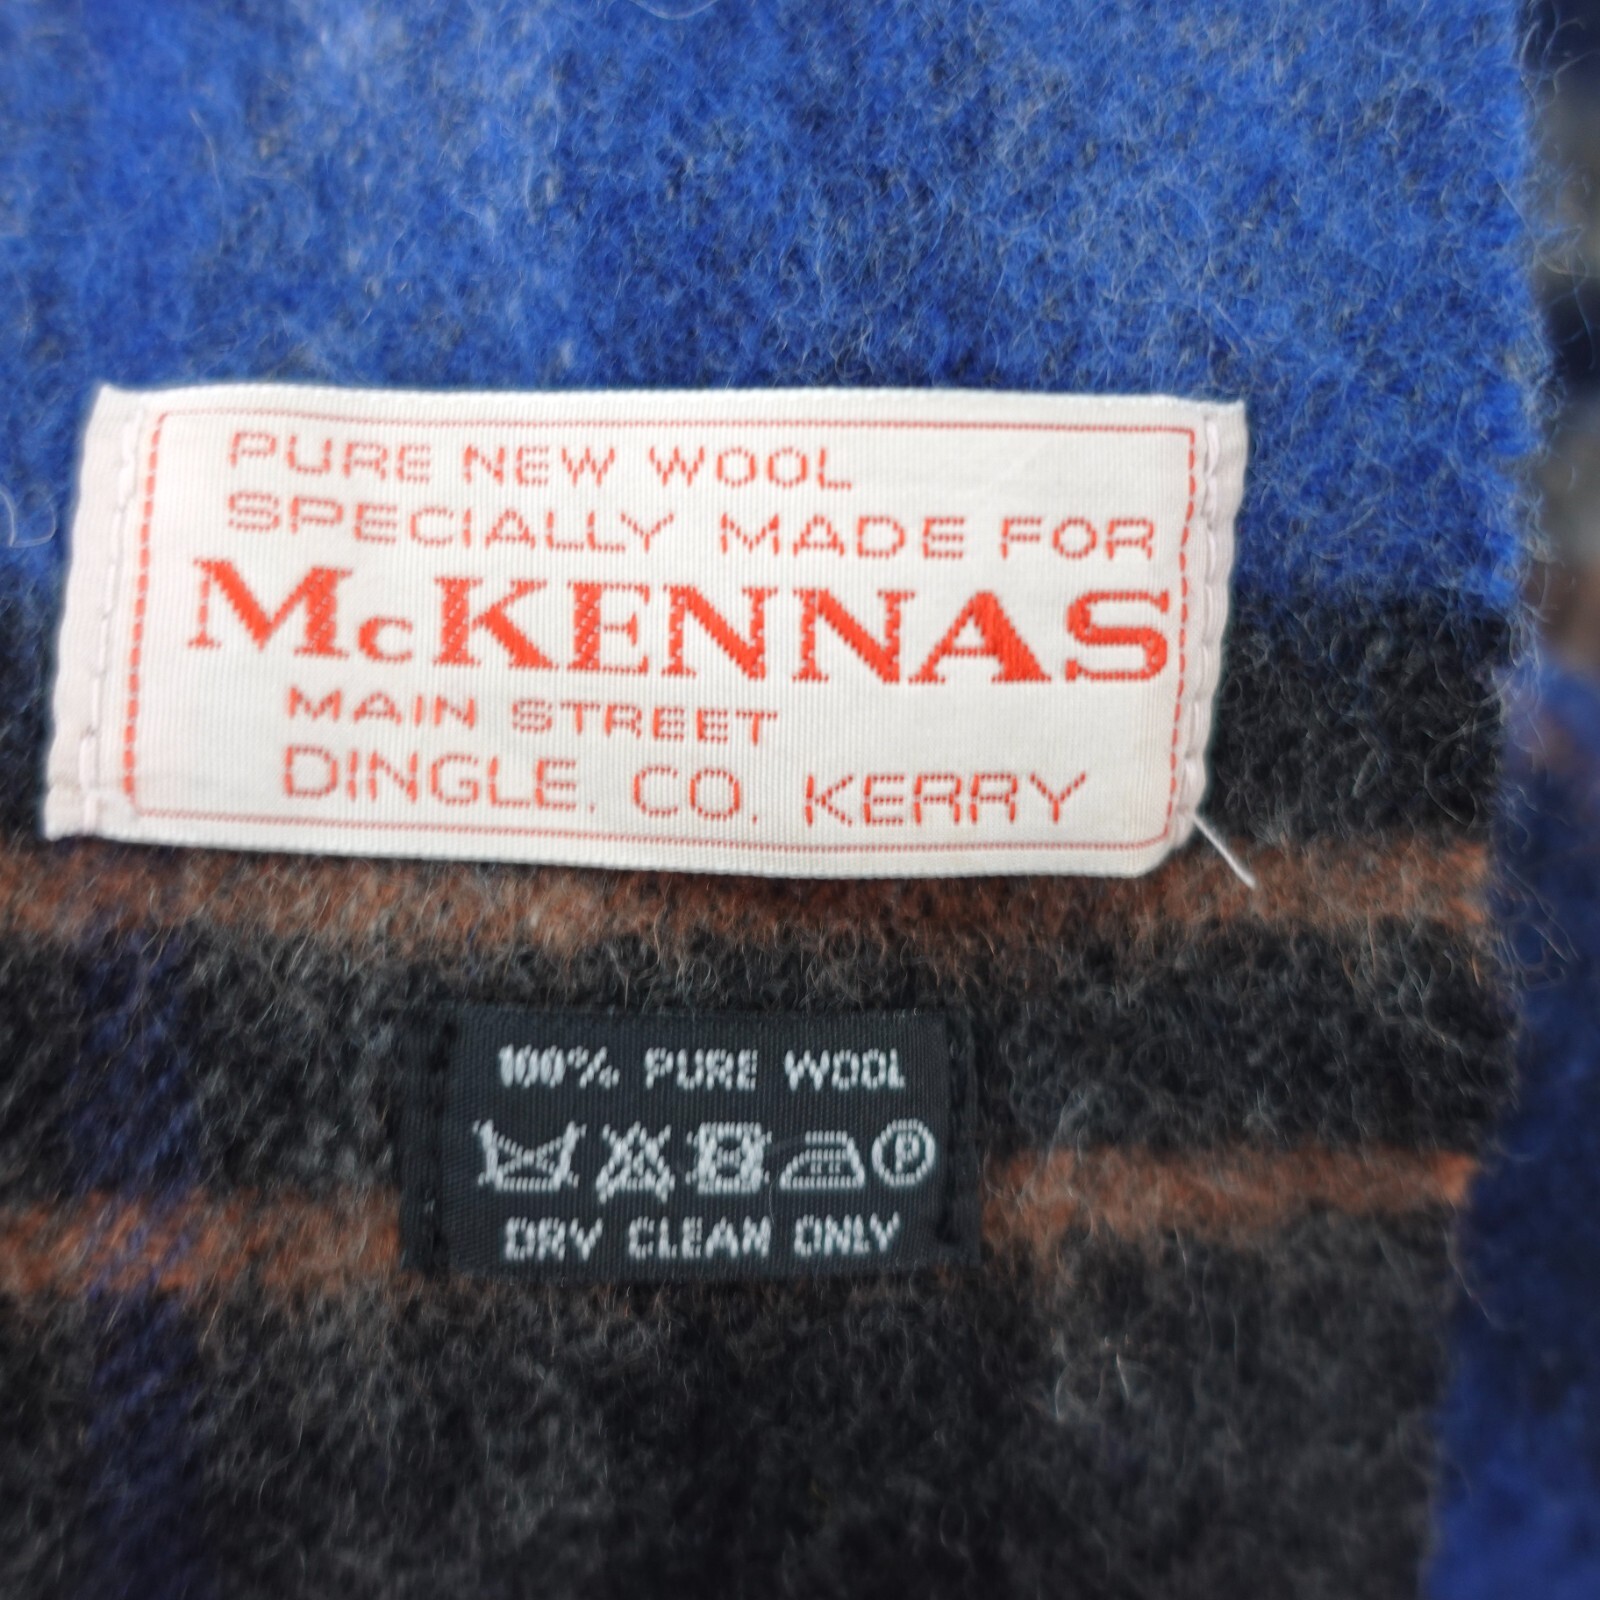 PURE NEW WOOL
SPECIALLY MADE FOR
McKENNAS
MAIN STREET
DINGLE, CO. KERRY
100% PURE WOOL
P
DRY CLEAN ONLY